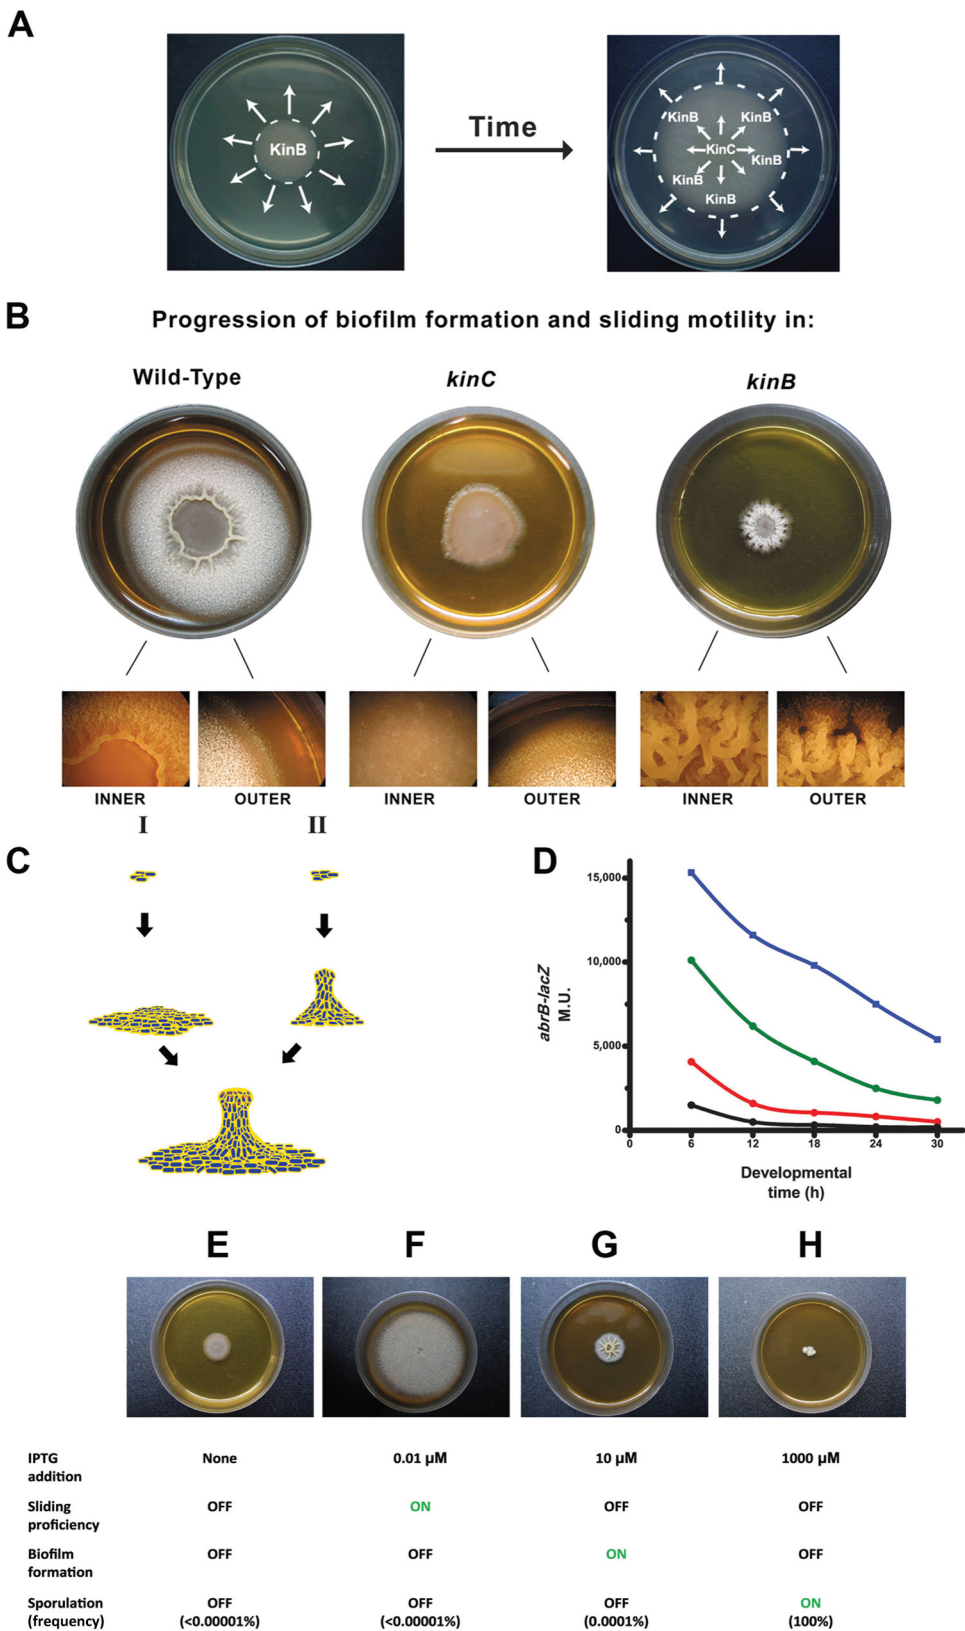 A
KinB
Time
KinB
KinB
KinC
KinB
KinB
KinB
B
Progression of biofilm formation and sliding motility in:
Wild-Type
kinC
kinB
INNER
OUTER
INNER
OUTER
INNER
OUTER
I
II
C
D
15,000
10,000
5,000
0
abrB-lacZ
M.U.
0
6
12
18
24
30
Developmental
time (h)
E
F
G
H
IPTG
addition
None
0.01 µM
10 µM
1000 µM
Sliding
proficiency
OFF
ON
OFF
OFF
Biofilm
formation
OFF
OFF
ON
OFF
Sporulation
(frequency)
OFF
(<0.00001%)
OFF
(<0.00001%)
OFF
(0.0001%)
ON
(100%)